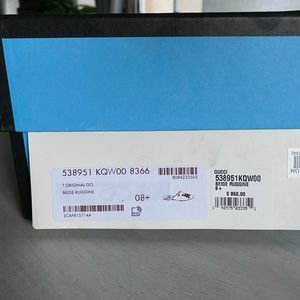 538951 KQW00 8366
T.ORIGINAL GG
BEIGE RUGGINE
08+
GUCCI
538951KQW00
BEIGE RUGGINE
8+
$ 950.00